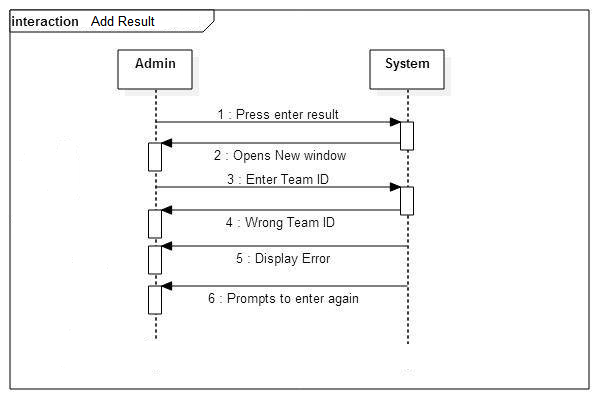 interaction Add Result
Admin
System
1 : Press enter result
2 : Opens New window
3 : Enter Team ID
4 : Wrong Team ID
5 : Display Error
6 : Prompts to enter again